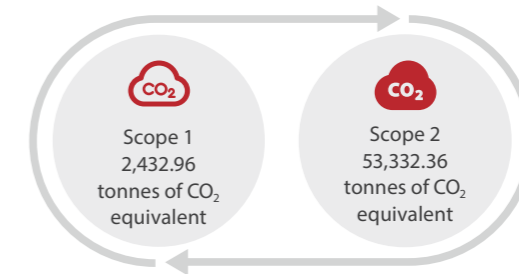 CO₂
Scope 1
2,432.96
tonnes of CO₂
equivalent
CO₂
Scope 2
53,332.36
tonnes of CO₂
equivalent